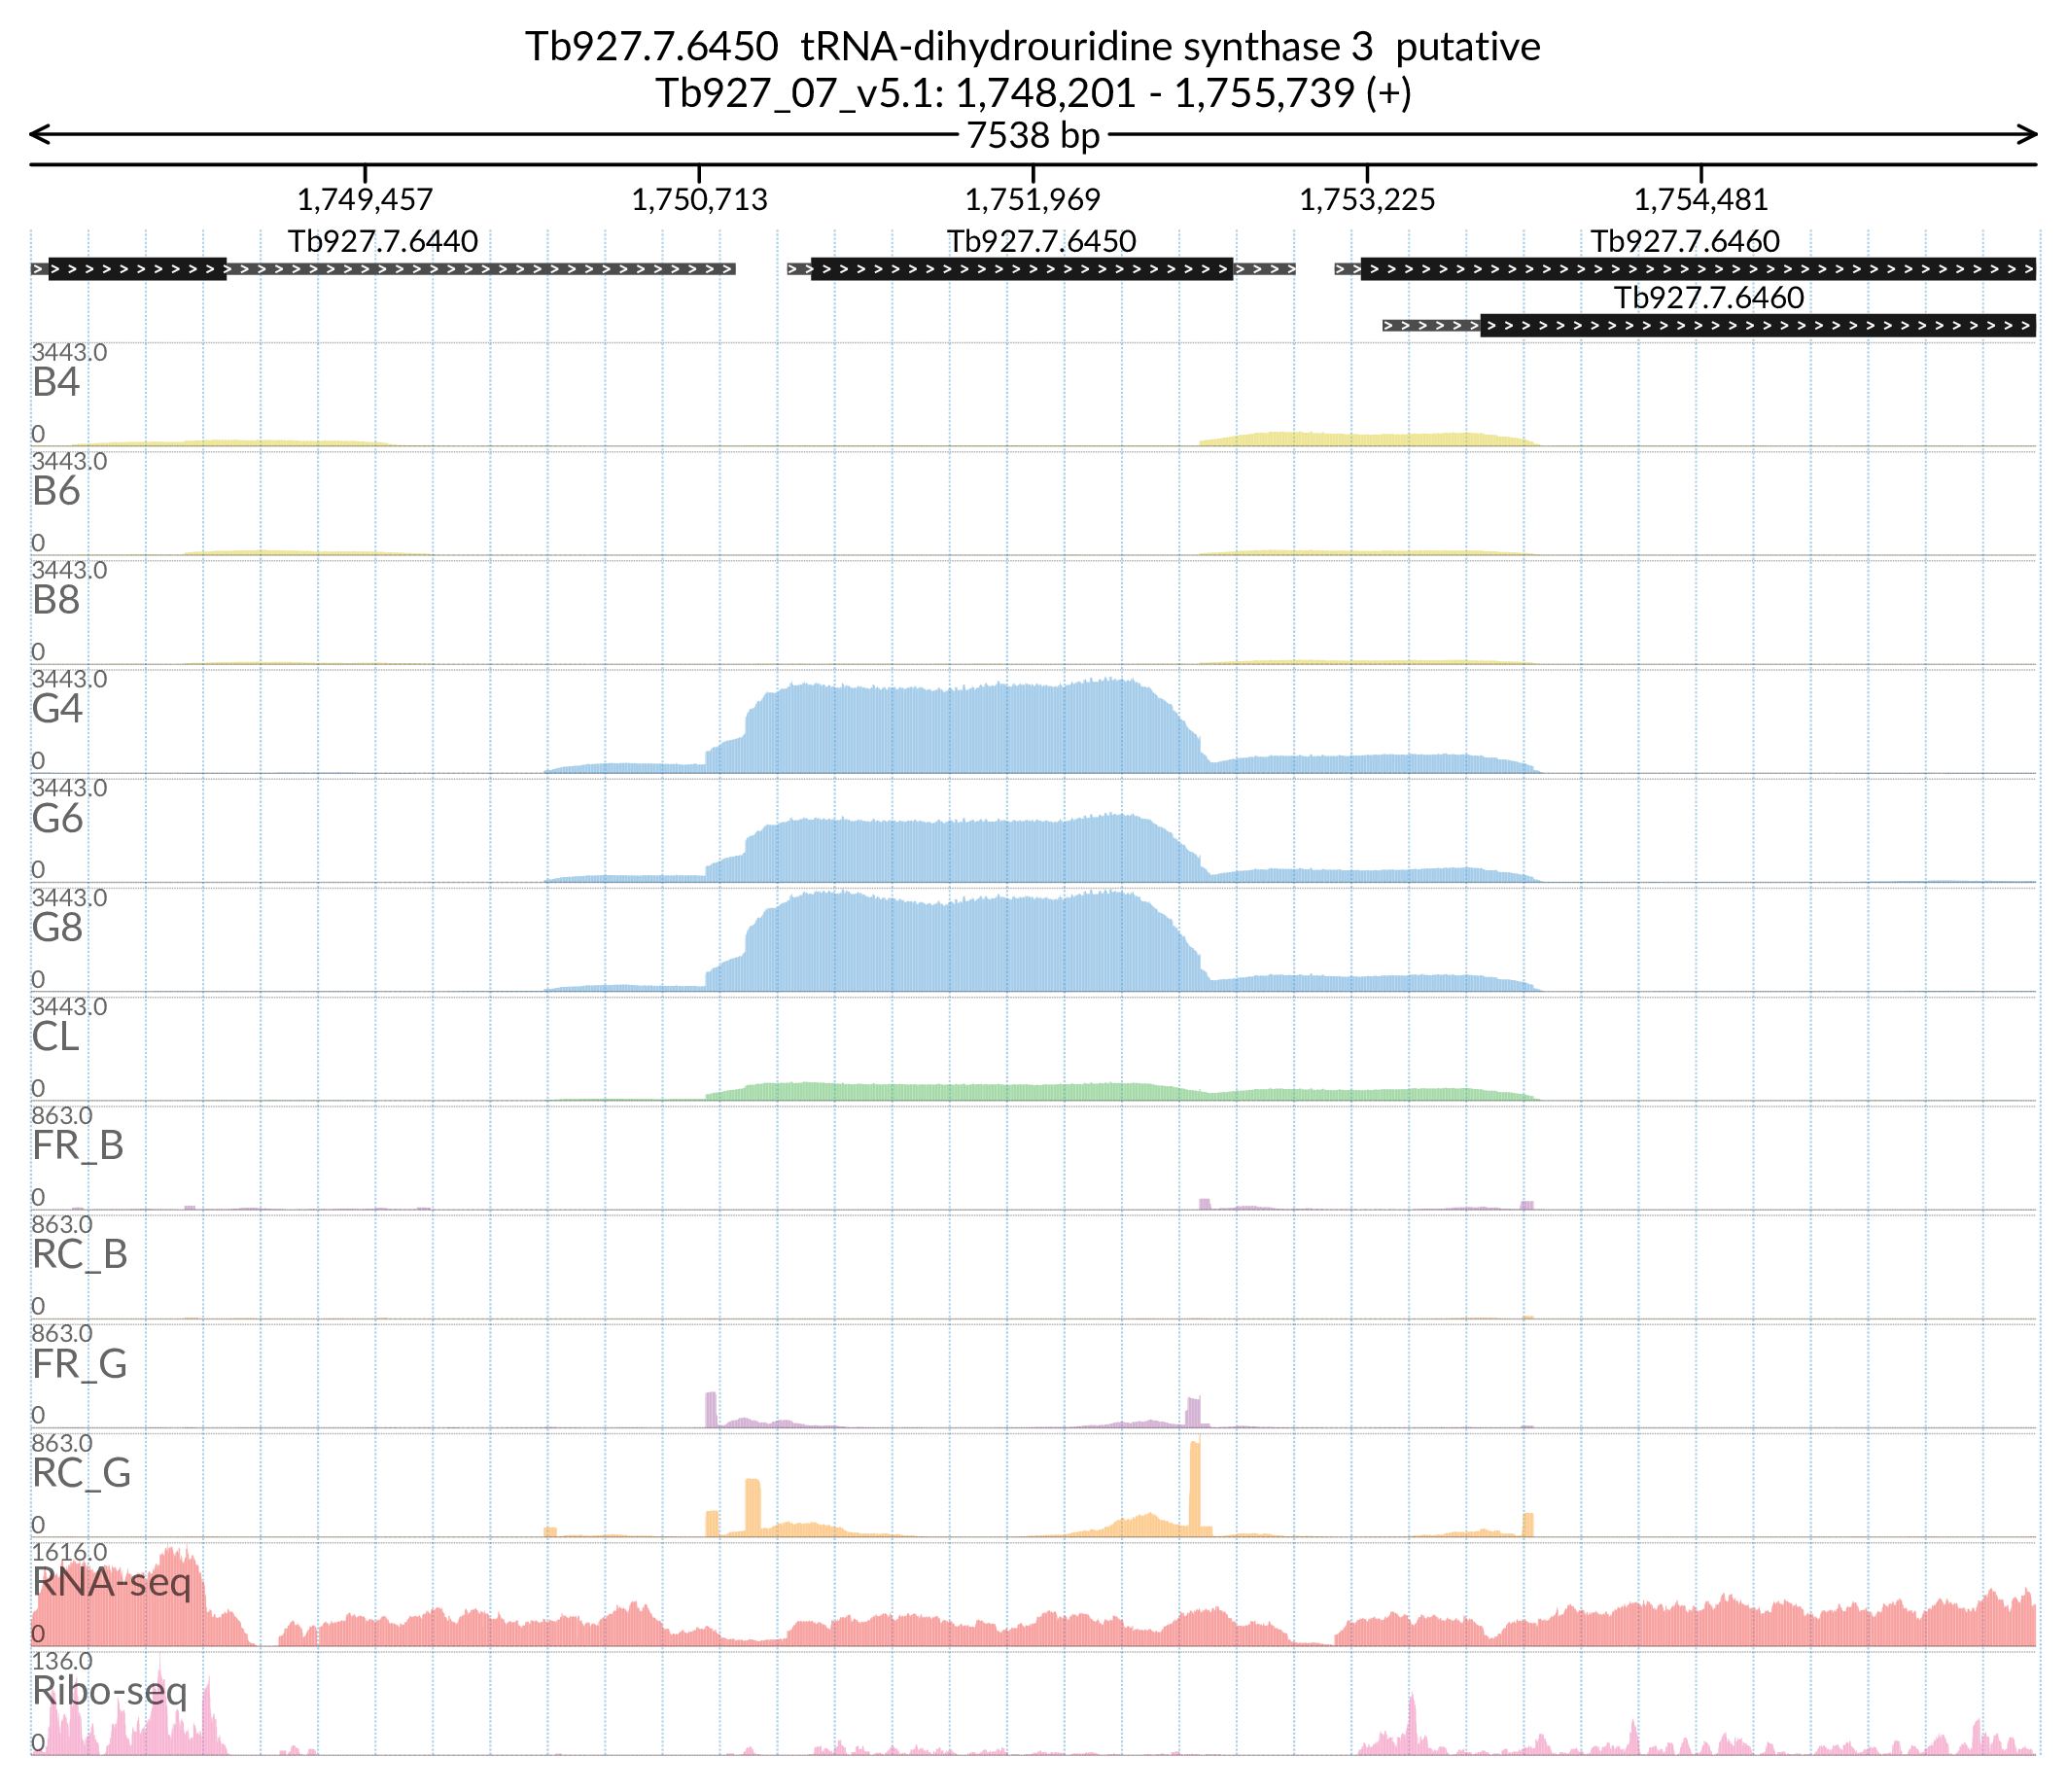 Tb927.7.6450 tRNA-dihydrouridine synthase 3 putative
Tb927_07_v5.1: 1,748,201 - 1,755,739 (+)
7538 bp
1,749,457 1,750,713 1,751,969 1,753,225 1,754,481
Tb927.7.6440 Tb927.7.6450 Tb927.7.6460
Tb927.7.6460
3443.0
B4
0
3443.0
B6
0
3443.0
B8
0
3443.0
G4
0
3443.0
G6
0
3443.0
G8
0
3443.0
CL
0
863.0
FR_B
0
863.0
RC_B
0
863.0
FR_G
0
863.0
RC_G
0
1616.0
RNA-seq
0
136.0
Ribo-seq
0